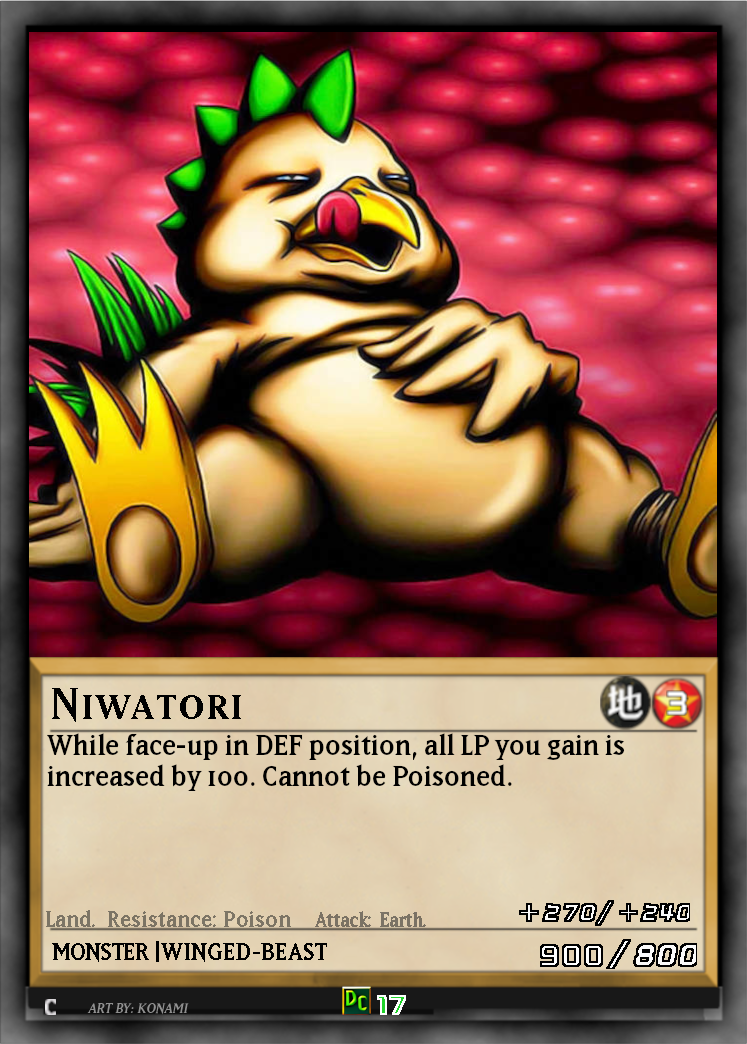 NIWATORI 地 3
While face-up in DEF position, all LP you gain is
increased by 100. Cannot be Poisoned.
Land. Resistance: Poison Attack: Earth. +270/ +240
MONSTER |WINGED-BEAST 900/800
C ART BY: KONAMI DC 17